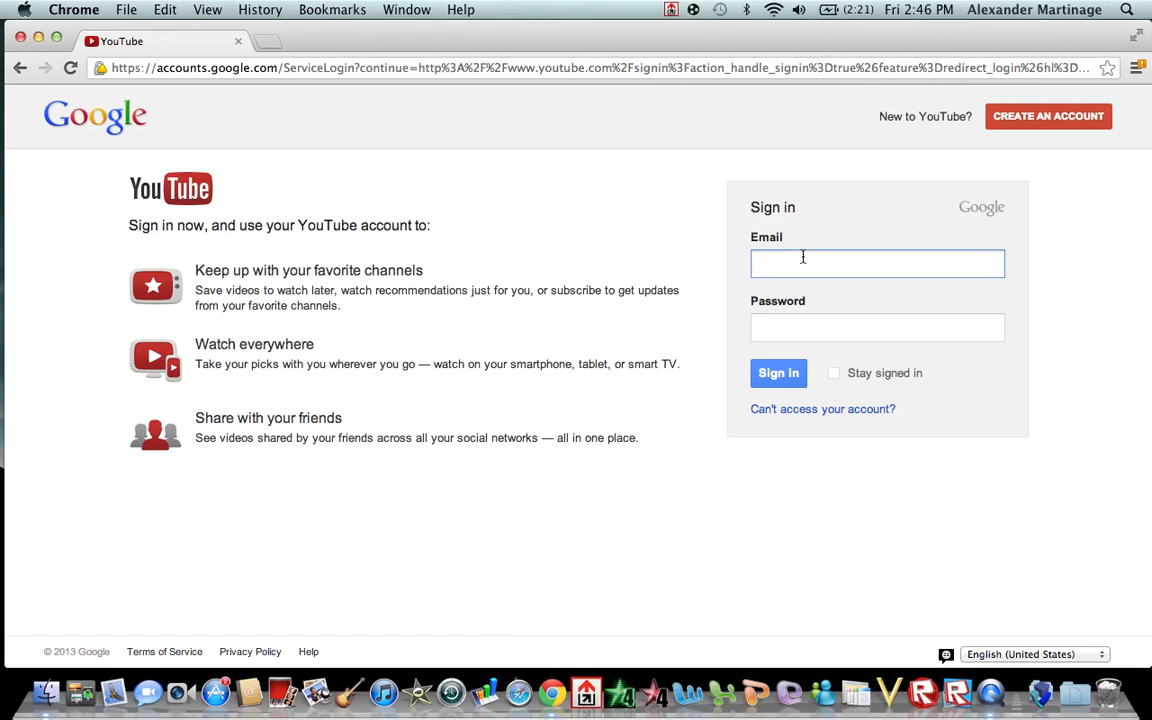 Chrome File Edit View History Bookmarks Window Help (2:21) Fri 2:46 PM Alexander Martinage
YouTube
https://accounts.google.com/ServiceLogin?continue=http%3A%2F%2Fwww.youtube.com%2Fsignin%3Faction_handle_signin%3Dtrue%26feature%3Dredirect_login%26hl%3D...
Google New to YouTube? CREATE AN ACCOUNT
YouTube
Sign in now, and use your YouTube account to:
Keep up with your favorite channels
Save videos to watch later, watch recommendations just for you, or subscribe to get updates
from your favorite channels.
Watch everywhere
Take your picks with you wherever you go — watch on your smartphone, tablet, or smart TV.
Share with your friends
See videos shared by your friends across all your social networks — all in one place.
Sign in Google
Email
Password
Sign in Stay signed in
Can't access your account?
© 2013 Google Terms of Service Privacy Policy Help English (United States)